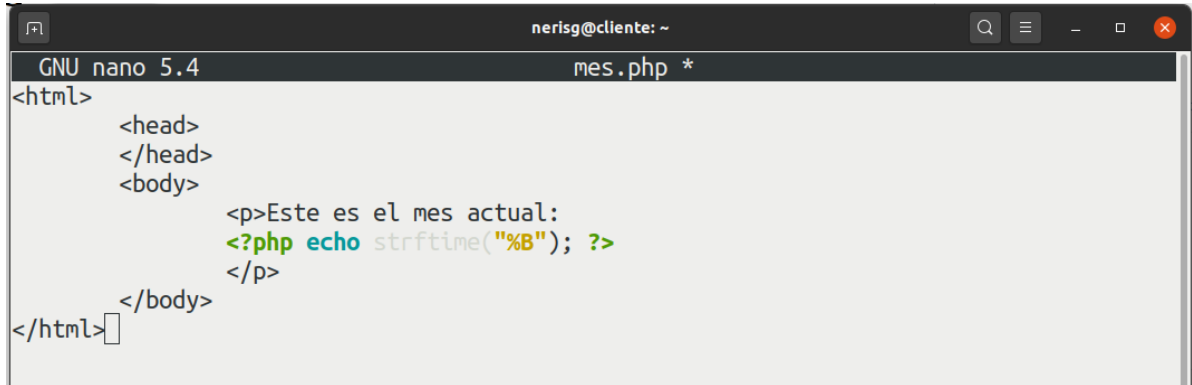 nerisg@cliente: ~
GNU nano 5.4 mes.php *
<html>
<head>
</head>
<body>
<p>Este es el mes actual:
<?php echo strftime("%B"); ?>
</p>
</body>
</html>